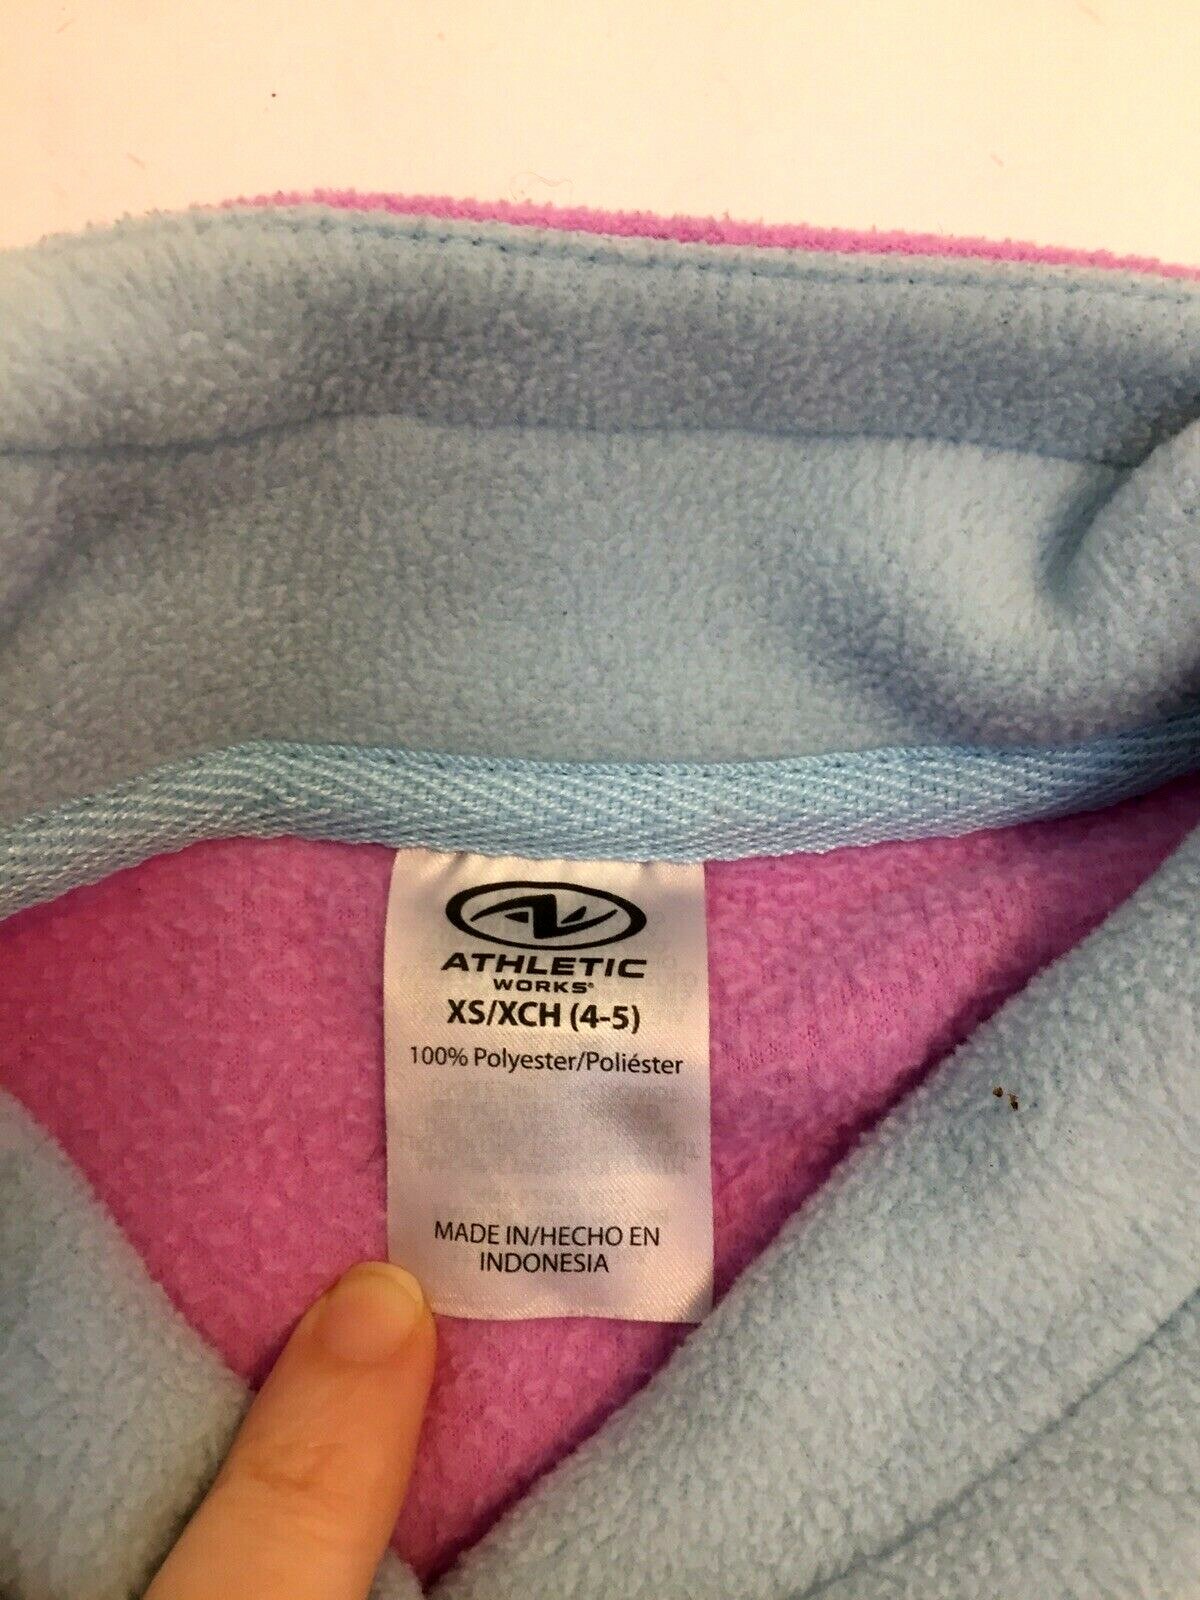 ATHLETIC
WORKS®
XS/XCH (4-5)
100% Polyester/Poliéster
MADE IN/HECHO EN
INDONESIA